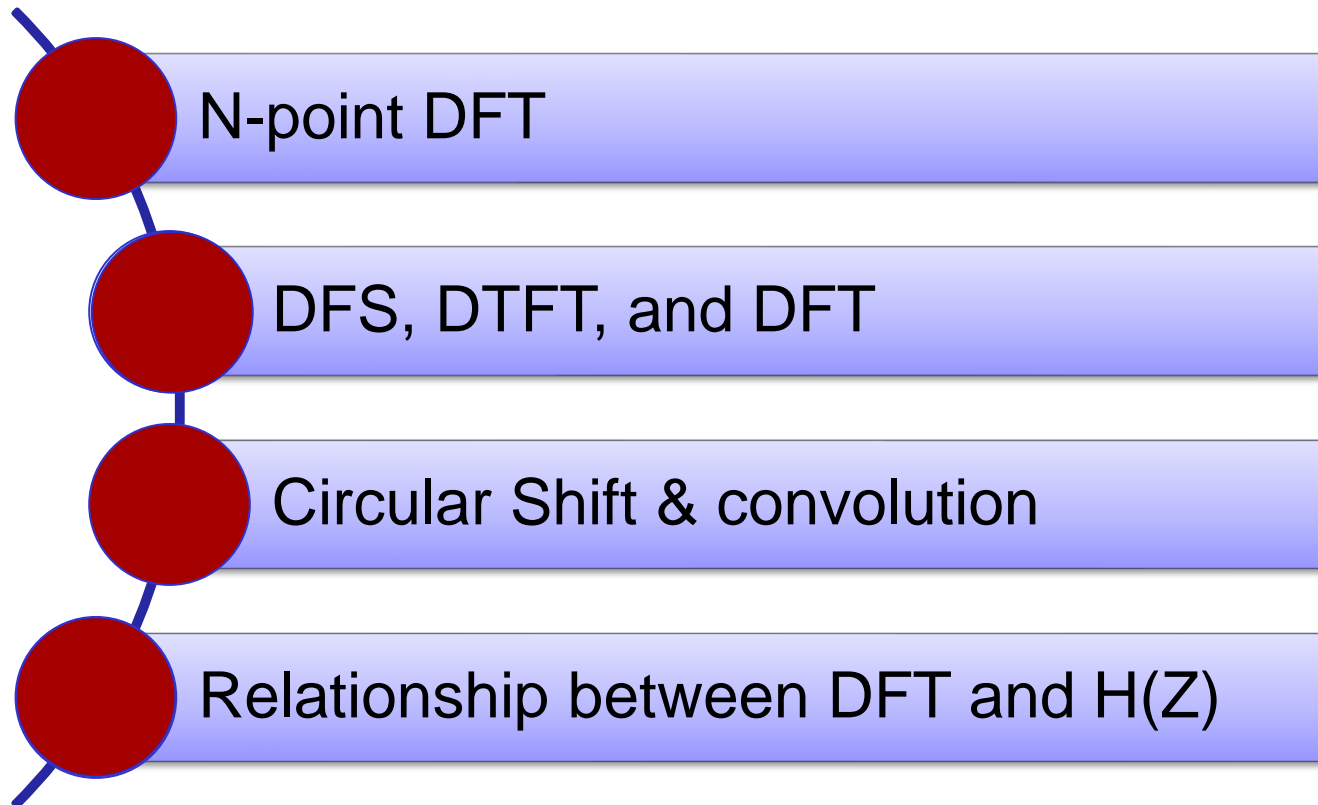 N-point DFT
DFS, DTFT, and DFT
Circular Shift & convolution
Relationship between DFT and H(Z)